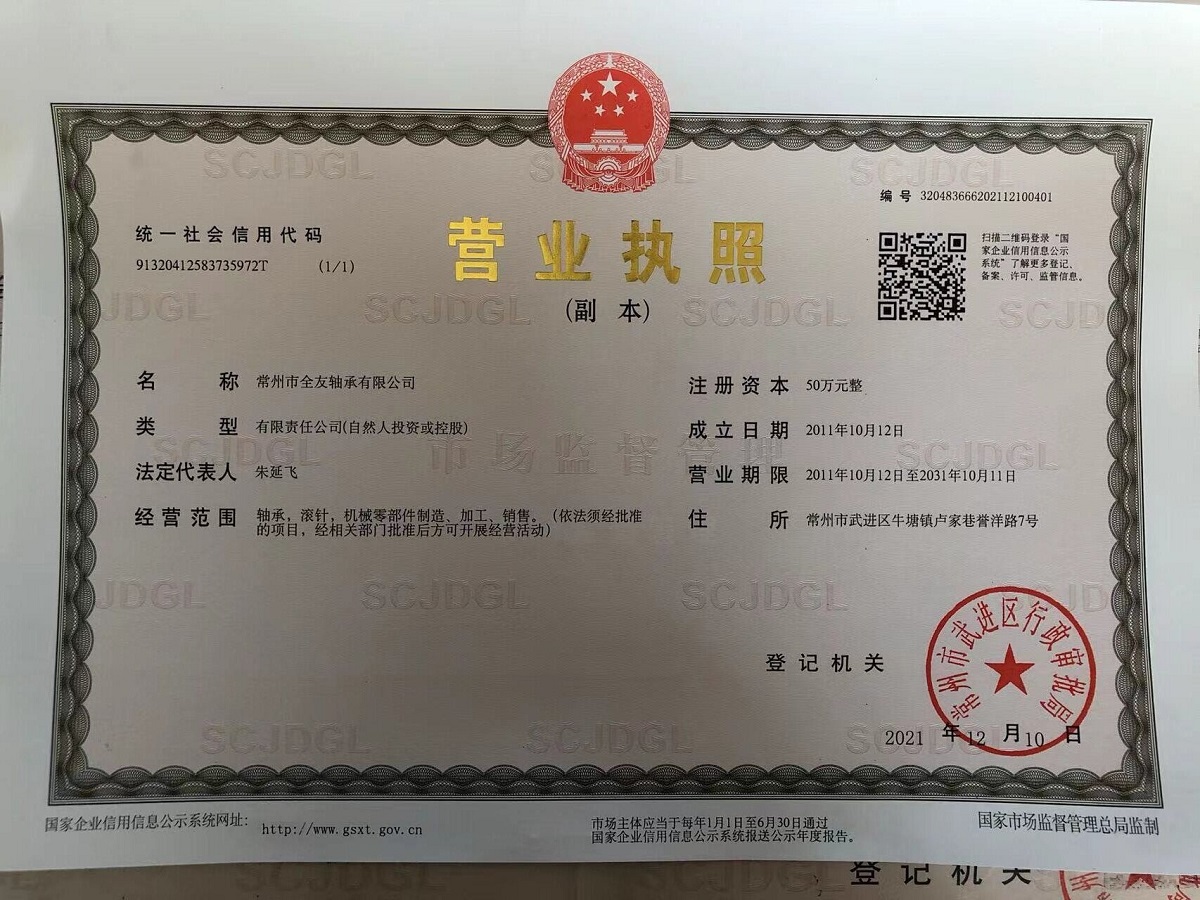 编 号 320483666202112100401
统一社会信用代码
91320412583735972T (1/1)
营业执照
(副 本)
扫描二维码登录“国
家企业信用信息公示
系统”了解更多登记、
备案、许可、监管信息。
名 称 常州市全友轴承有限公司
类 型 有限责任公司(自然人投资或控股)
法定代表人 朱延飞
经营范围 轴承，滚针，机械零部件制造、加工、销售。（依法须经批准
的项目，经相关部门批准后方可开展经营活动）
注册资本 50万元整
成立日期 2011年10月12日
营业期限 2011年10月12日至2031年10月11日
住 所 常州市武进区牛塘镇卢家巷誉洋路7号
SCJDGL
市场监督管理
登记机关
常州市武进区行政审批局
2021 年 12 月 10 日
国家企业信用信息公示系统网址: http://www.gsxt.gov.cn
市场主体应当于每年1月1日至6月30日通过
国家企业信用信息公示系统报送公示年度报告。
国家市场监督管理总局监制
登记机关